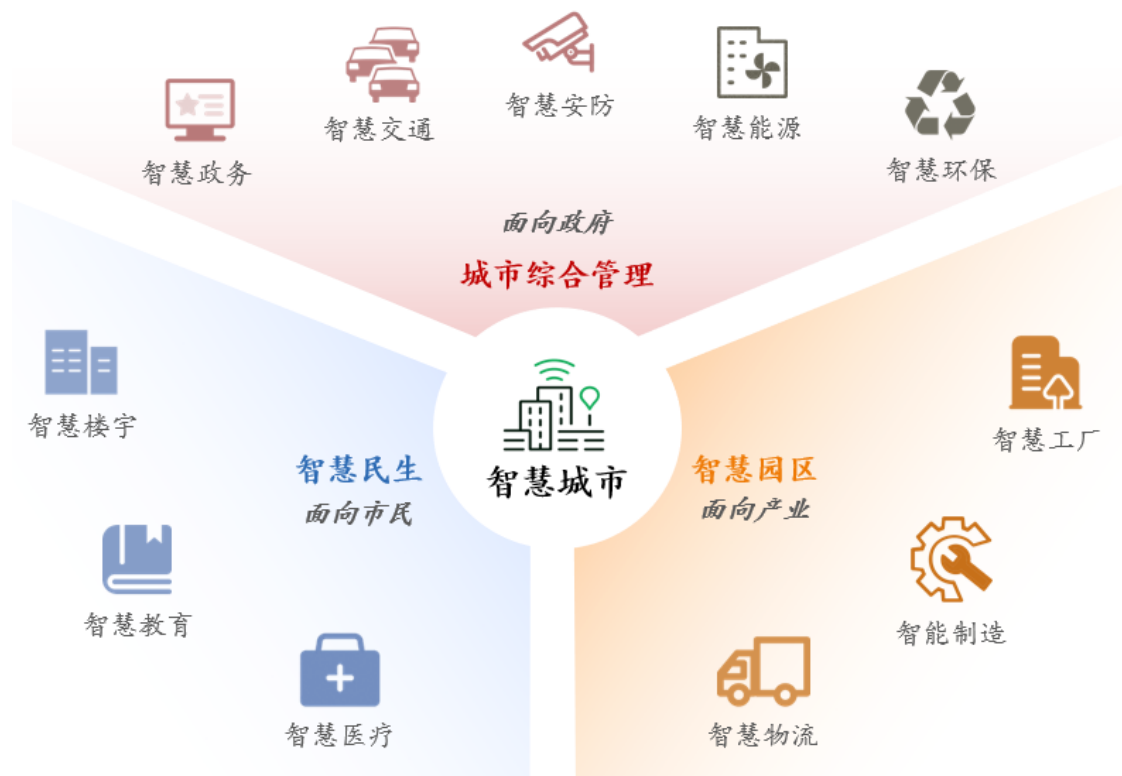 智慧政务
智慧交通
智慧安防
智慧能源
智慧环保
面向政府
城市综合管理
智慧楼宇
智慧教育
智慧医疗
智慧民生
面向市民
智慧城市
智慧园区
面向产业
智慧工厂
智能制造
智慧物流